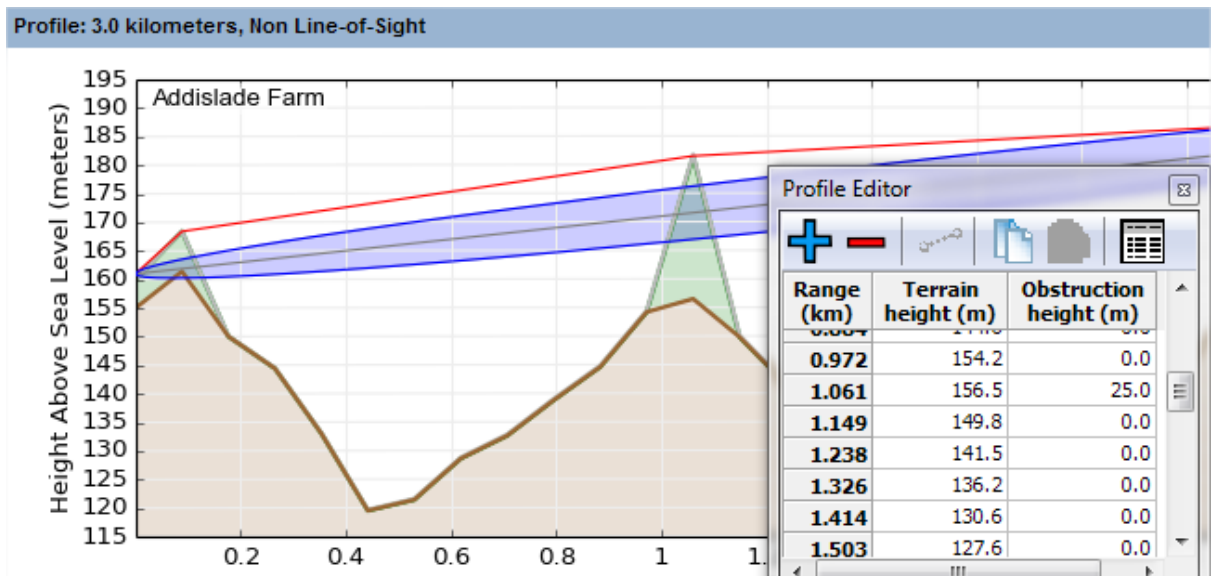 Profile: 3.0 kilometers, Non Line-of-Sight
Height Above Sea Level (meters)
195
190
185
180
175
170
165
160
155
150
145
140
135
130
125
120
115
Addislade Farm
0.2 0.4 0.6 0.8 1 1.
Profile Editor
Range (km) Terrain height (m) Obstruction height (m)
0.972 154.2 0.0
1.061 156.5 25.0
1.149 149.8 0.0
1.238 141.5 0.0
1.326 136.2 0.0
1.414 130.6 0.0
1.503 127.6 0.0